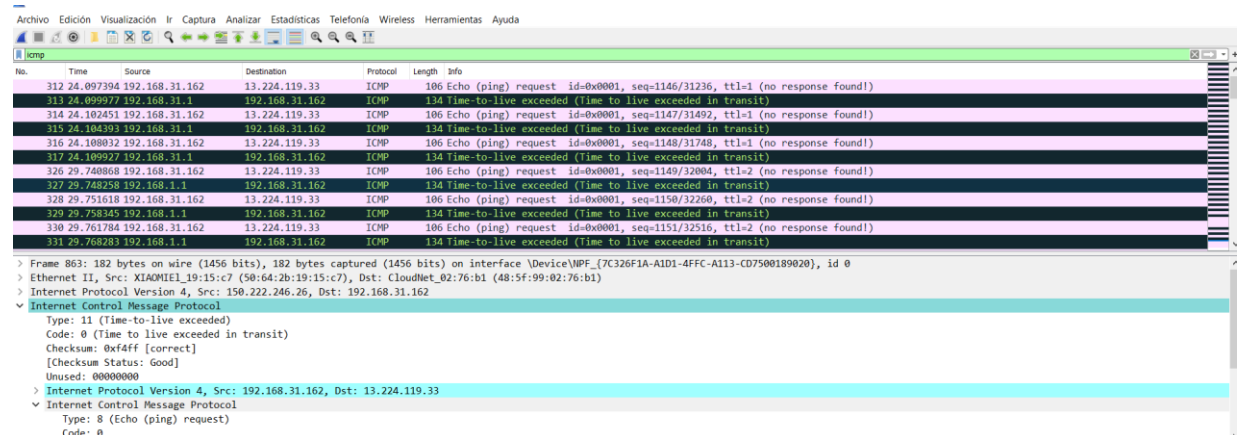 Archivo Edición Visualización Ir Captura Analizar Estadísticas Telefonía Wireless Herramientas Ayuda
icmp
No. Time Source Destination Protocol Length Info
312 24.097394 192.168.31.162 13.224.119.33 ICMP 106 Echo (ping) request id=0x0001, seq=1146/31236, ttl=1 (no response found!)
313 24.099977 192.168.31.1 192.168.31.162 ICMP 134 Time-to-live exceeded (Time to live exceeded in transit)
314 24.102451 192.168.31.162 13.224.119.33 ICMP 106 Echo (ping) request id=0x0001, seq=1147/31492, ttl=1 (no response found!)
315 24.104393 192.168.31.1 192.168.31.162 ICMP 134 Time-to-live exceeded (Time to live exceeded in transit)
316 24.108032 192.168.31.162 13.224.119.33 ICMP 106 Echo (ping) request id=0x0001, seq=1148/31748, ttl=1 (no response found!)
317 24.109927 192.168.31.1 192.168.31.162 ICMP 134 Time-to-live exceeded (Time to live exceeded in transit)
326 29.740868 192.168.31.162 13.224.119.33 ICMP 106 Echo (ping) request id=0x0001, seq=1149/32004, ttl=2 (no response found!)
327 29.748258 192.168.1.1 192.168.31.162 ICMP 134 Time-to-live exceeded (Time to live exceeded in transit)
328 29.751618 192.168.31.162 13.224.119.33 ICMP 106 Echo (ping) request id=0x0001, seq=1150/32260, ttl=2 (no response found!)
329 29.758345 192.168.1.1 192.168.31.162 ICMP 134 Time-to-live exceeded (Time to live exceeded in transit)
330 29.761784 192.168.31.162 13.224.119.33 ICMP 106 Echo (ping) request id=0x0001, seq=1151/32516, ttl=2 (no response found!)
331 29.768283 192.168.1.1 192.168.31.162 ICMP 134 Time-to-live exceeded (Time to live exceeded in transit)
Frame 863: 182 bytes on wire (1456 bits), 182 bytes captured (1456 bits) on interface \Device\NPF_{7C326F1A-A1D1-4FFC-A113-CD7500189020}, id 0
Ethernet II, Src: XIAOMIEl_19:15:c7 (50:64:2b:19:15:c7), Dst: CloudNet_02:76:b1 (48:5f:99:02:76:b1)
Internet Protocol Version 4, Src: 150.222.246.26, Dst: 192.168.31.162
Internet Control Message Protocol
Type: 11 (Time-to-live exceeded)
Code: 0 (Time to live exceeded in transit)
Checksum: 0xf4ff [correct]
[Checksum Status: Good]
Unused: 00000000
Internet Protocol Version 4, Src: 192.168.31.162, Dst: 13.224.119.33
Internet Control Message Protocol
Type: 8 (Echo (ping) request)
Code: 0